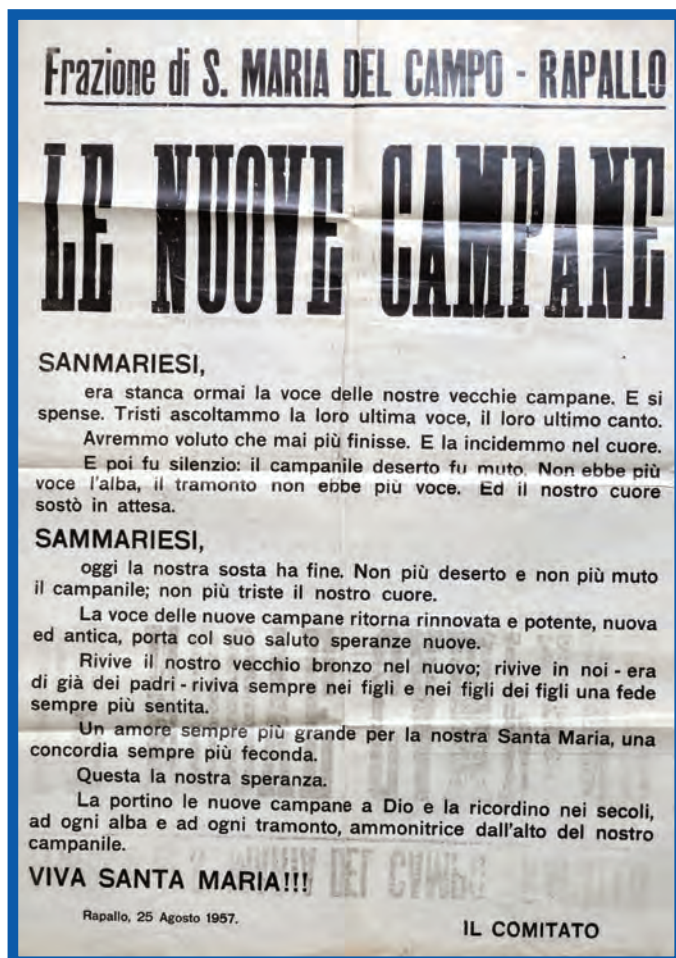 Frazione di S. MARIA DEL CAMPO - RAPALLO
LE NUOVE CAMPANE
SANMARIESI,
era stanca ormai la voce delle nostre vecchie campane. E si
spense. Tristi ascoltammo la loro ultima voce, il loro ultimo canto.
Avremmo voluto che mai più finisse. E la incidemmo nel cuore.
E poi fu silenzio: il campanile deserto fu muto. Non ebbe più
voce l'alba, il tramonto non ebbe più voce. Ed il nostro cuore
sostò in attesa.
SAMMARIESI,
oggi la nostra sosta ha fine. Non più deserto e non più muto
il campanile; non più triste il nostro cuore.
La voce delle nuove campane ritorna rinnovata e potente, nuova
ed antica, porta col suo saluto speranze nuove.
Rivive il nostro vecchio bronzo nel nuovo; rivive in noi - era
di già dei padri - riviva sempre nei figli e nei figli dei figli una fede
sempre più sentita.
Un amore sempre più grande per la nostra Santa Maria, una
concordia sempre più feconda.
Questa la nostra speranza.
La portino le nuove campane a Dio e la ricordino nei secoli,
ad ogni alba e ad ogni tramonto, ammonitrice dall'alto del nostro
campanile.
VIVA SANTA MARIA!!!
Rapallo, 25 Agosto 1957.
IL COMITATO